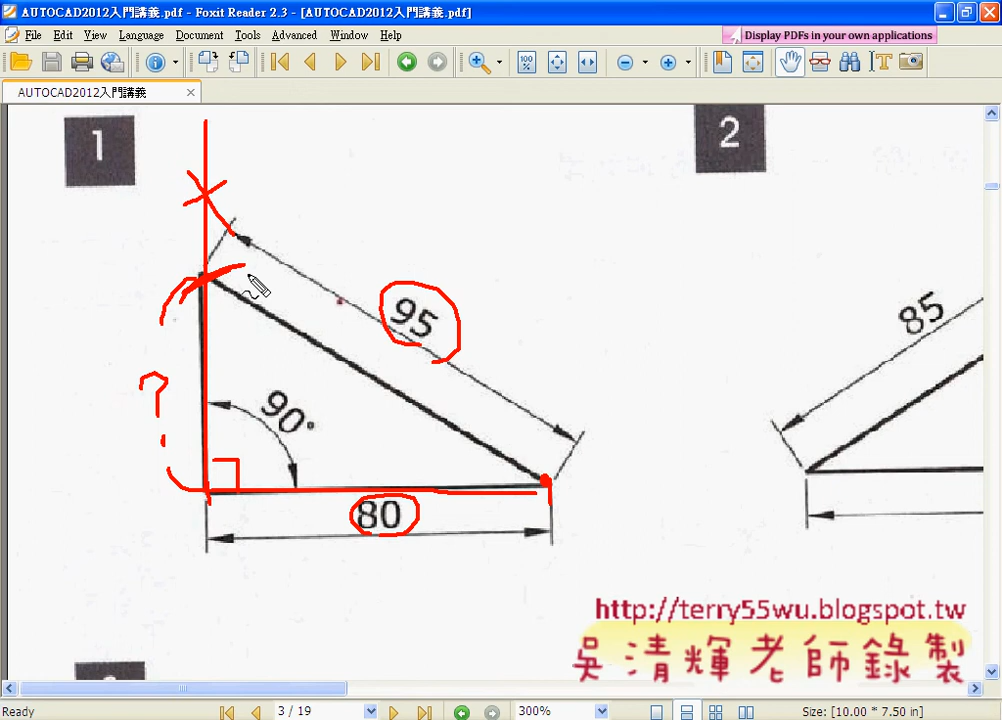 AUTOCAD2012入門講義.pdf - Foxit Reader 2.3 - [AUTOCAD2012入門講義.pdf]
File Edit View Language Document Tools Advanced Window Help
Display PDFs in your own applications
AUTOCAD2012入門講義
1
2
95
85
90°
?
80
http://terry55wu.blogspot.tw
吳清輝老師錄製
Ready
3 / 19
300%
Size: [10.00 * 7.50 in]